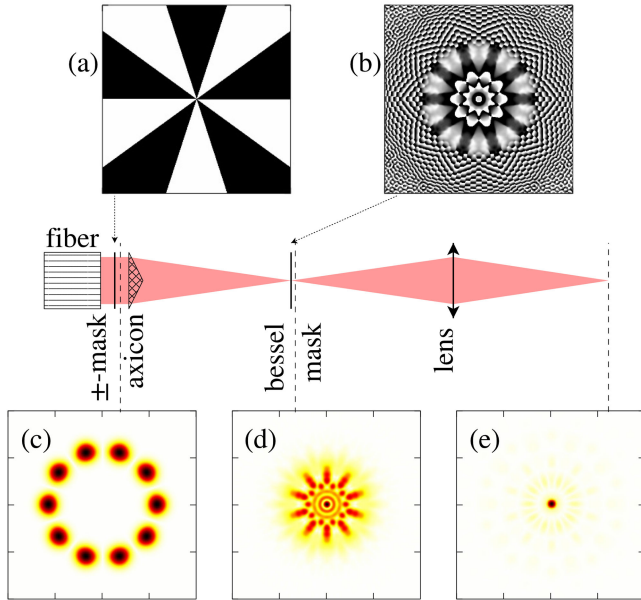 (a)
(b)
fiber
±-mask
axicon
bessel
mask
lens
(c)
(d)
(e)